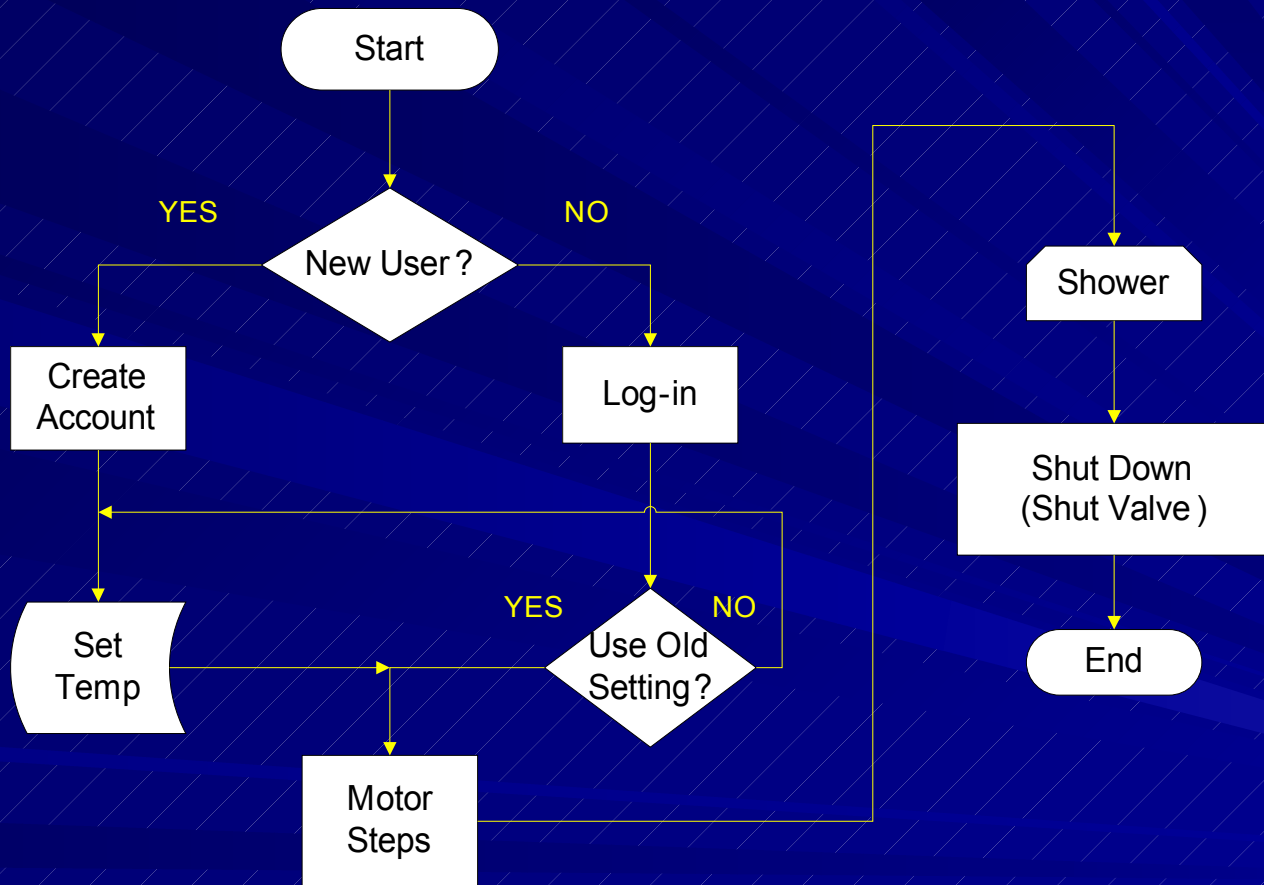 Start
YES
NO
New User?
Create
Account
Log-in
YES
NO
Use Old
Setting?
Set
Temp
Motor
Steps
Shower
Shut Down
(Shut Valve)
End